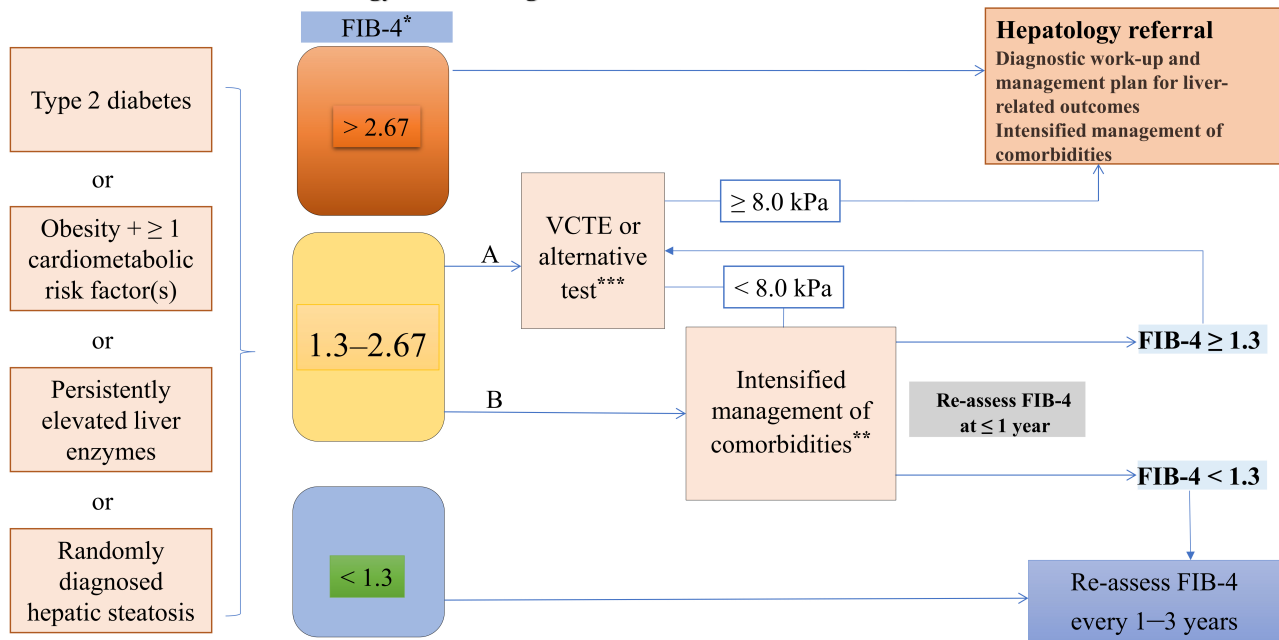 FIB-4*
Type 2 diabetes
or
Obesity + ≥ 1
cardiometabolic
risk factor(s)
or
Persistently
elevated liver
enzymes
or
Randomly
diagnosed
hepatic steatosis
> 2.67
1.3–2.67
< 1.3
A
B
VCTE or
alternative
test***
≥ 8.0 kPa
< 8.0 kPa
Intensified
management of
comorbidities**
Re-assess FIB-4
at ≤ 1 year
Hepatology referral
Diagnostic work-up and
management plan for liver-
related outcomes
Intensified management of
comorbidities
FIB-4 ≥ 1.3
FIB-4 < 1.3
Re-assess FIB-4
every 1–3 years